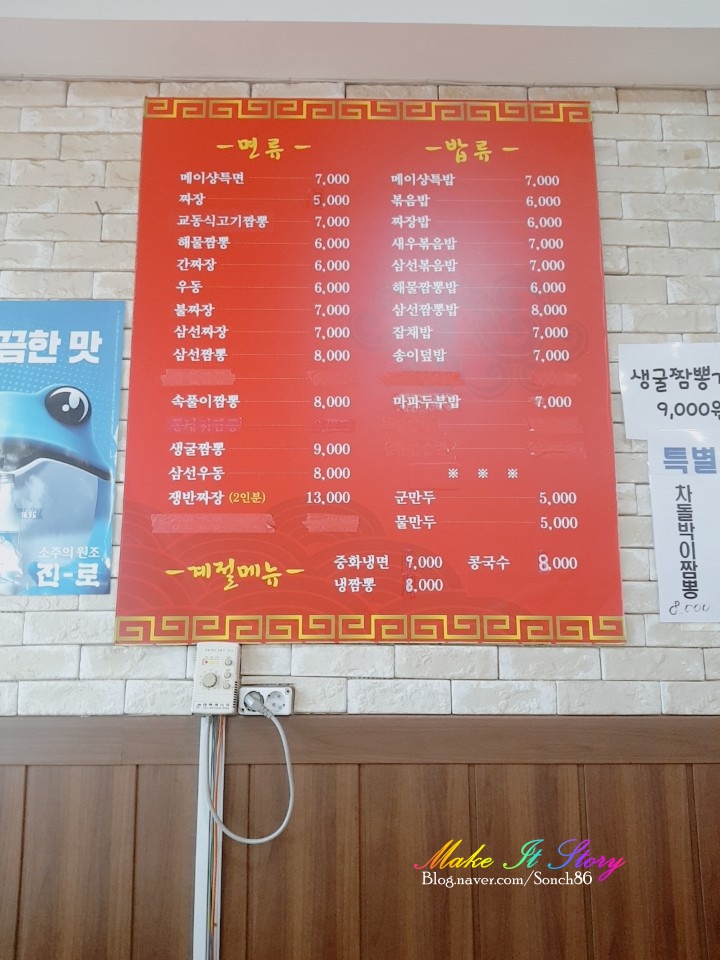 -면류-
메이샹특면 7,000
짜장 5,000
교동식고기짬뽕 7,000
해물짬뽕 6,000
간짜장 6,000
우동 6,000
불짜장 7,000
삼선짜장 7,000
삼선짬뽕 8,000
속풀이짬뽕 8,000
생굴짬뽕 9,000
삼선우동 8,000
쟁반짜장 (2인분) 13,000
-밥류-
메이샹특밥 7,000
볶음밥 6,000
짜장밥 6,000
새우볶음밥 7,000
삼선볶음밥 7,000
해물짬뽕밥 6,000
삼선짬뽕밥 8,000
잡채밥 7,000
송이덮밥 7,000
마파두부밥 7,000
※ ※ ※
군만두 5,000
물만두 5,000
-계절메뉴-
중화냉면 9,000 콩국수 8,000
냉짬뽕 8,000
끔한 맛
16.9
소주의 원조
진-로
생굴짬뽕
9,000원
특별
차돌박이짬뽕
8,000
Make It Story
Blog.naver.com/Sonch86